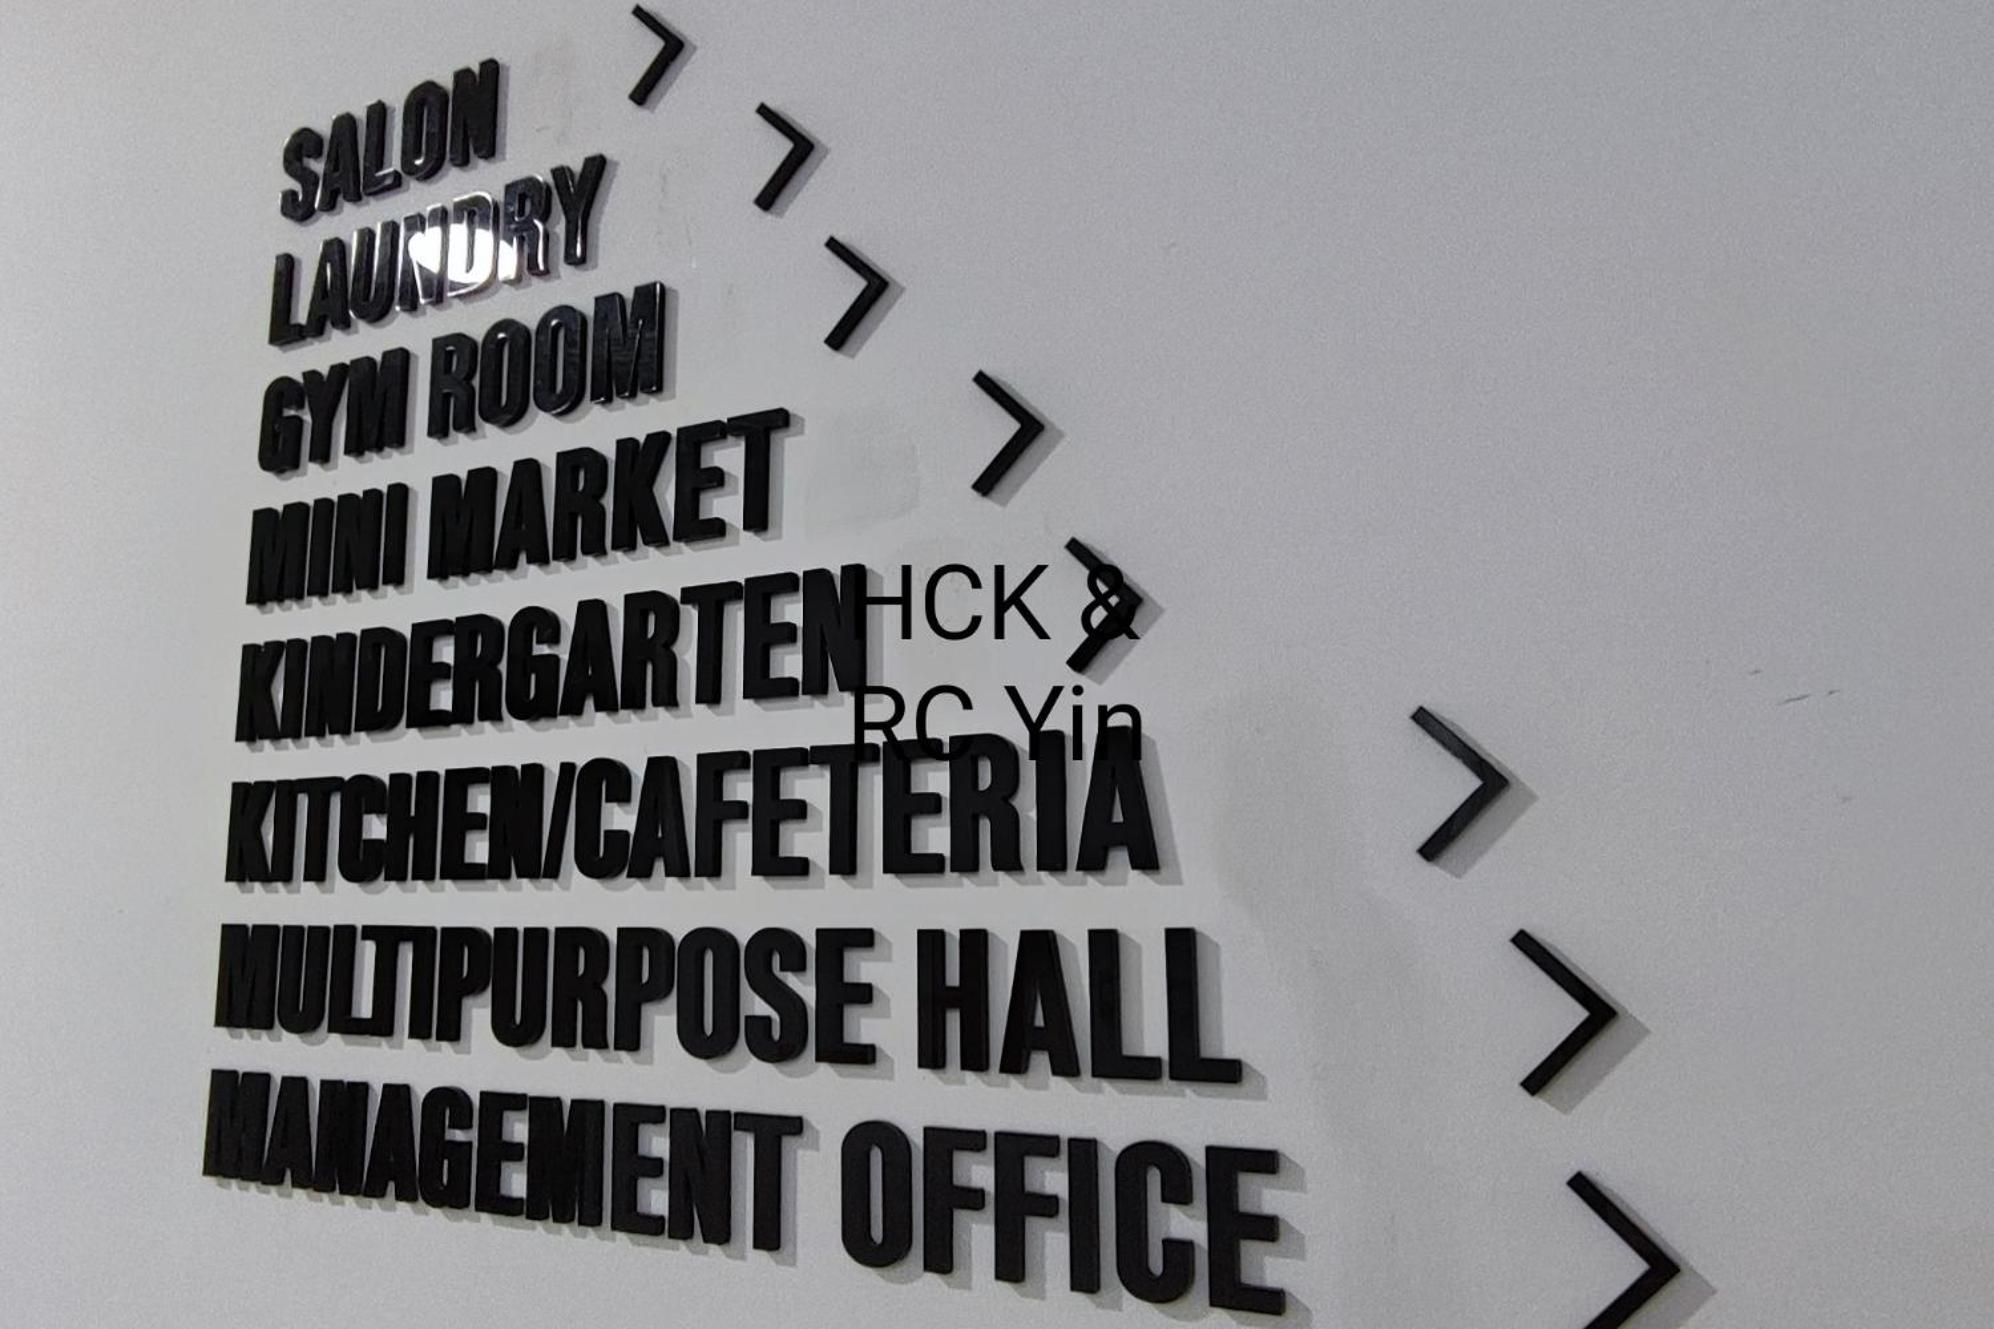 SALON
LAUNDRY
GYM ROOM
MINI MARKET
KINDERGARTEN
HCK &
RC Yin
KITCHEN/CAFETERIA
MULTIPURPOSE HALL
MANAGEMENT OFFICE